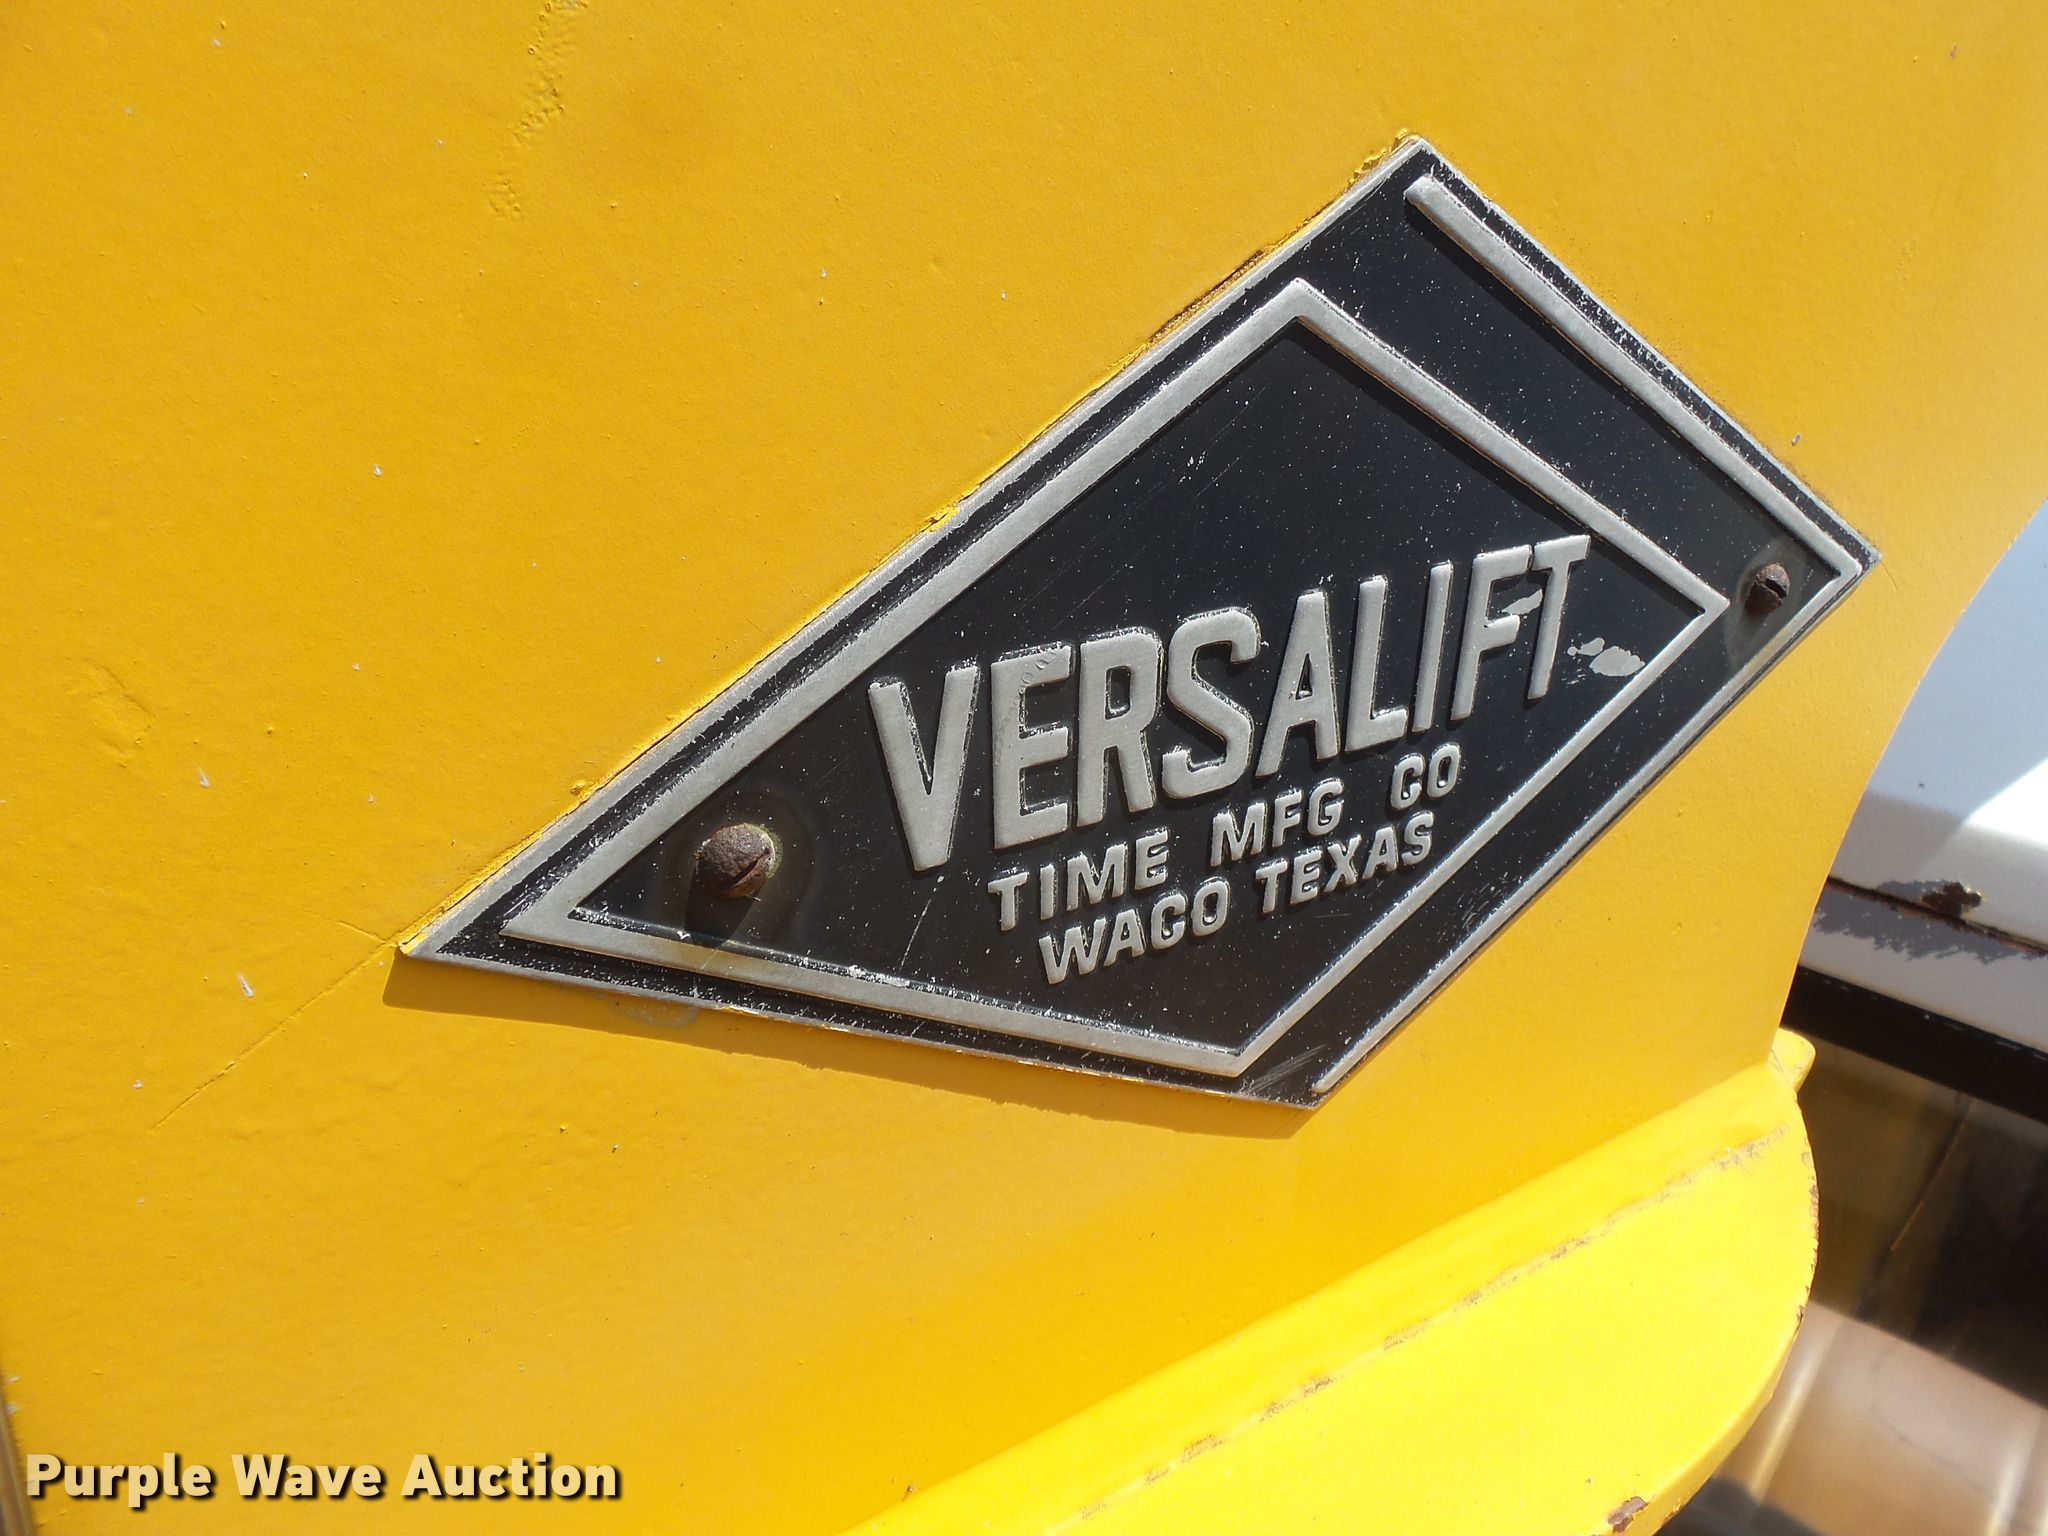 VERSALIFT
TIME MFG CO
WACO TEXAS
Purple Wave Auction